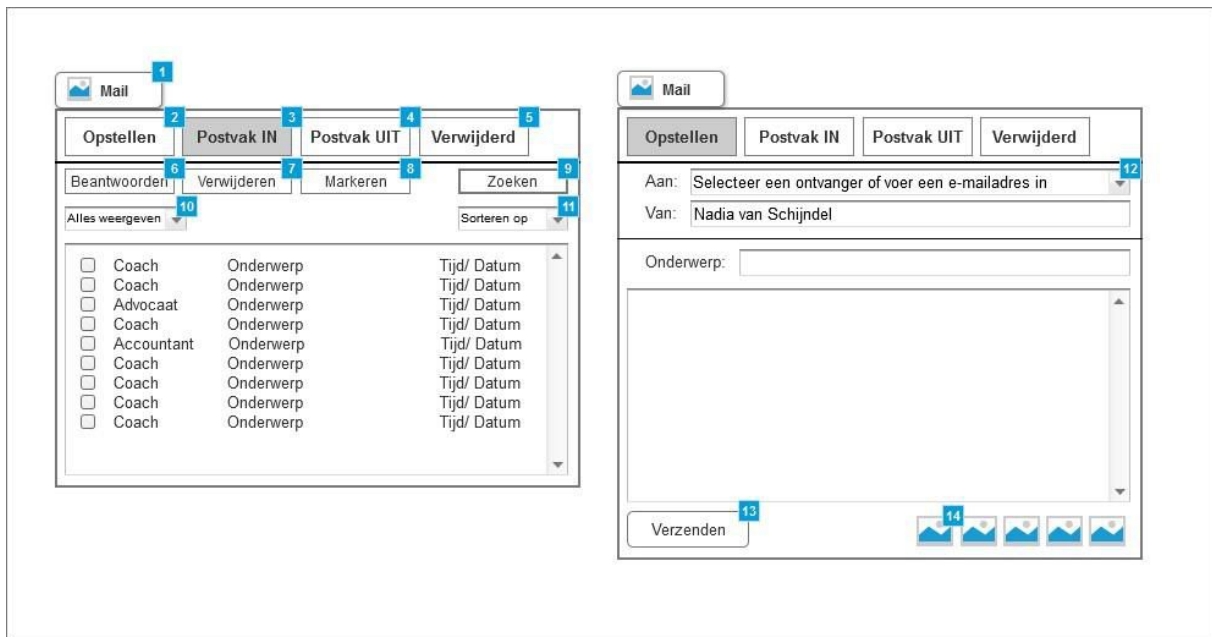 1
Mail
2 3 4 5
Opstellen Postvak IN Postvak UIT Verwijderd
6 7 8 9
Beantwoorden Verwijderen Markeren Zoeken
10 11
Alles weergeven Sorteren op
Coach Onderwerp Tijd/ Datum
Coach Onderwerp Tijd/ Datum
Advocaat Onderwerp Tijd/ Datum
Coach Onderwerp Tijd/ Datum
Accountant Onderwerp Tijd/ Datum
Coach Onderwerp Tijd/ Datum
Coach Onderwerp Tijd/ Datum
Coach Onderwerp Tijd/ Datum
Coach Onderwerp Tijd/ Datum
Mail
Opstellen Postvak IN Postvak UIT Verwijderd
12
Aan: Selecteer een ontvanger of voer een e-mailadres in
Van: Nadia van Schijndel
Onderwerp:
13 14
Verzenden